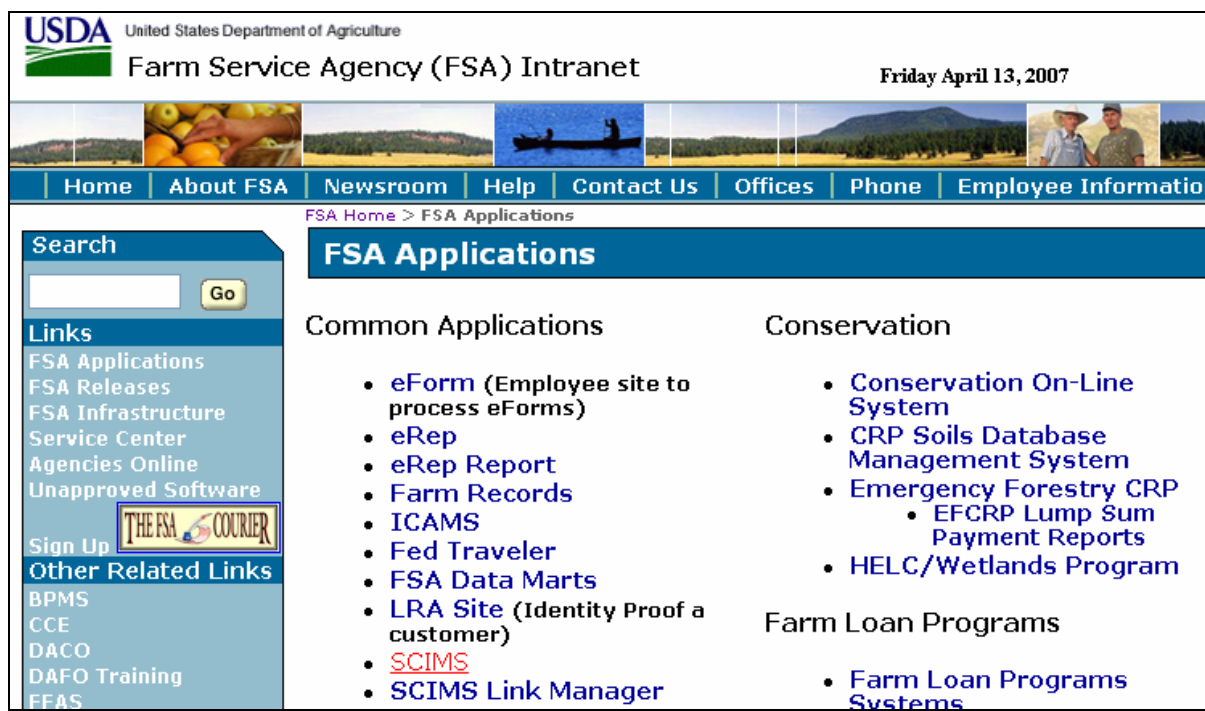 USDA United States Department of Agriculture
Farm Service Agency (FSA) Intranet
Friday April 13, 2007
Home About FSA Newsroom Help Contact Us Offices Phone Employee Informatio
FSA Home > FSA Applications
Search
Go
Links
FSA Applications
FSA Releases
FSA Infrastructure
Service Center
Agencies Online
Unapproved Software
THE FSA COURIER
Sign Up
Other Related Links
BPMS
CCE
DACO
DAFO Training
FFAS
FSA Applications
Common Applications
• eForm (Employee site to
process eForms)
• eRep
• eRep Report
• Farm Records
• ICAMS
• Fed Traveler
• FSA Data Marts
• LRA Site (Identity Proof a
customer)
• SCIMS
• SCIMS Link Manager
Conservation
• Conservation On-Line
System
• CRP Soils Database
Management System
• Emergency Forestry CRP
• EFCRP Lump Sum
Payment Reports
• HELC/Wetlands Program
Farm Loan Programs
• Farm Loan Programs
Systems